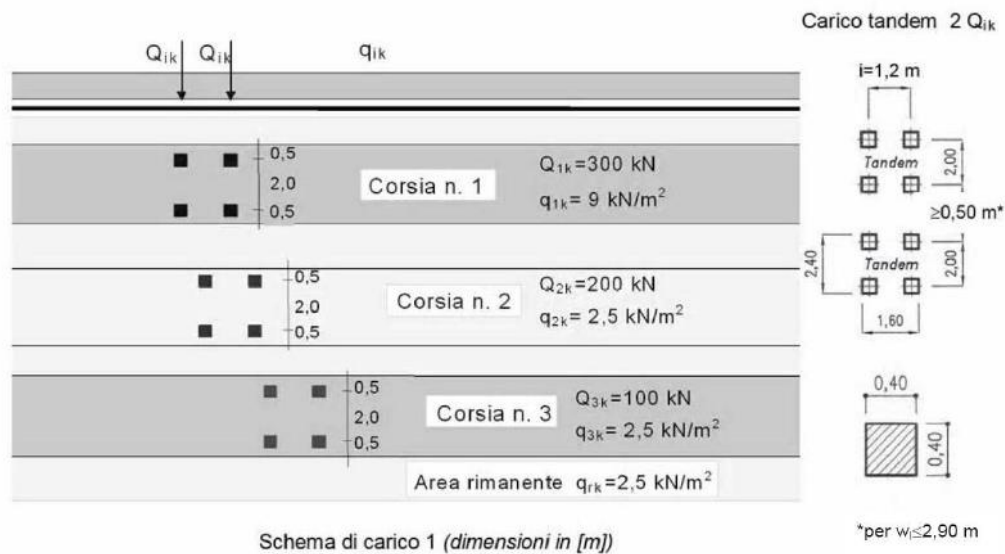 Carico tandem 2 Qik
Qik Qik qik
i=1,2 m
0,5
2,0
0,5
Corsia n. 1
Q1k=300 kN
q1k= 9 kN/m²
Tandem
2,00
≥0,50 m*
0,5
2,0
0,5
Corsia n. 2
Q2k=200 kN
q2k= 2,5 kN/m²
2,40
Tandem
2,00
1,60
0,5
2,0
0,5
Corsia n. 3
Q3k=100 kN
q3k= 2,5 kN/m²
0,40
0,40
Area rimanente qrk=2,5 kN/m²
Schema di carico 1 (dimensioni in [m])
*per wl≤2,90 m